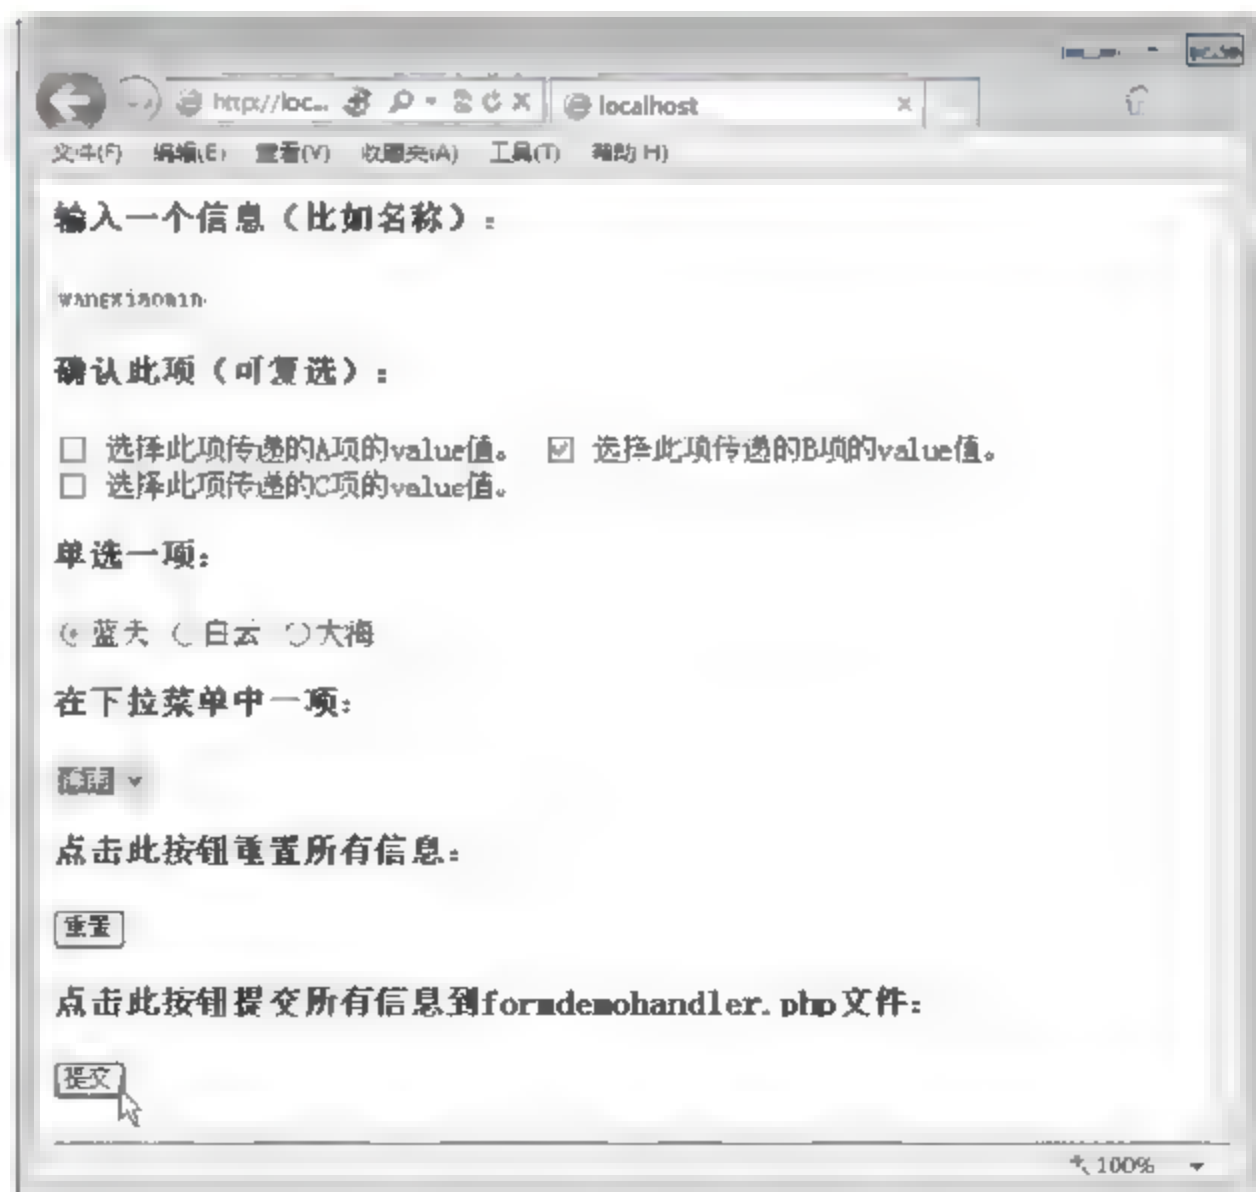 http://loc... localhost
文件(F) 编辑(E) 查看(V) 收藏夹(A) 工具(T) 帮助(H)
输入一个信息（比如名称）：
wangxiaomin
确认此项（可复选）：
选择此项传递的A项的value值。 选择此项传递的B项的value值。
选择此项传递的C项的value值。
单选一项：
蓝天 白云 大海
在下拉菜单中一项：
点击此按钮重置所有信息：
重置
点击此按钮提交所有信息到formdemohandler.php文件：
提交
100%